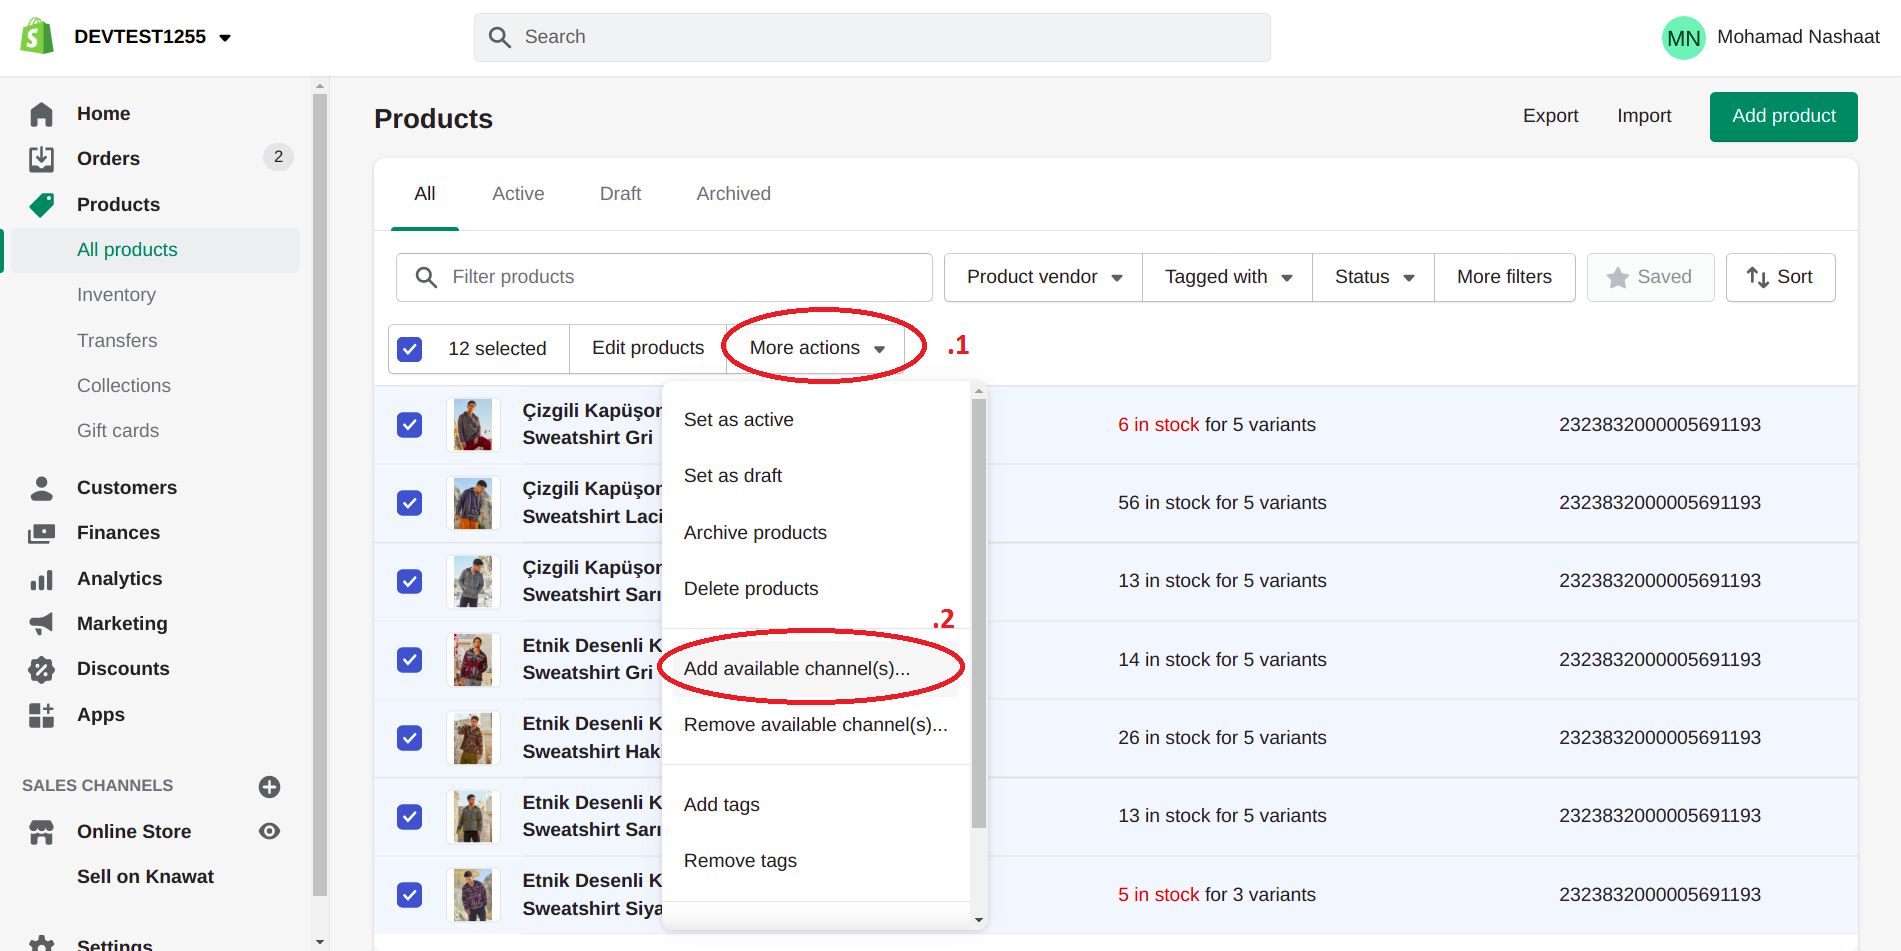 DEVTEST1255
Search
MN Mohamad Nashaat
Home
Orders 2
Products
All products
Inventory
Transfers
Collections
Gift cards
Customers
Finances
Analytics
Marketing
Discounts
Apps
SALES CHANNELS
Online Store
Sell on Knawat
Settings
Products
Export Import Add product
All Active Draft Archived
Filter products Product vendor Tagged with Status More filters Saved Sort
12 selected Edit products More actions .1
Çizgili Kapüşon
Sweatshirt Gri
6 in stock for 5 variants 2323832000005691193
Çizgili Kapüşon
Sweatshirt Laci
56 in stock for 5 variants 2323832000005691193
Çizgili Kapüşon
Sweatshirt Sarı
13 in stock for 5 variants 2323832000005691193
Etnik Desenli K
Sweatshirt Gri
14 in stock for 5 variants 2323832000005691193
Etnik Desenli K
Sweatshirt Hak
26 in stock for 5 variants 2323832000005691193
Etnik Desenli K
Sweatshirt Sarı
13 in stock for 5 variants 2323832000005691193
Etnik Desenli K
Sweatshirt Siya
5 in stock for 3 variants 2323832000005691193
Set as active
Set as draft
Archive products
Delete products
.2
Add available channel(s)...
Remove available channel(s)...
Add tags
Remove tags